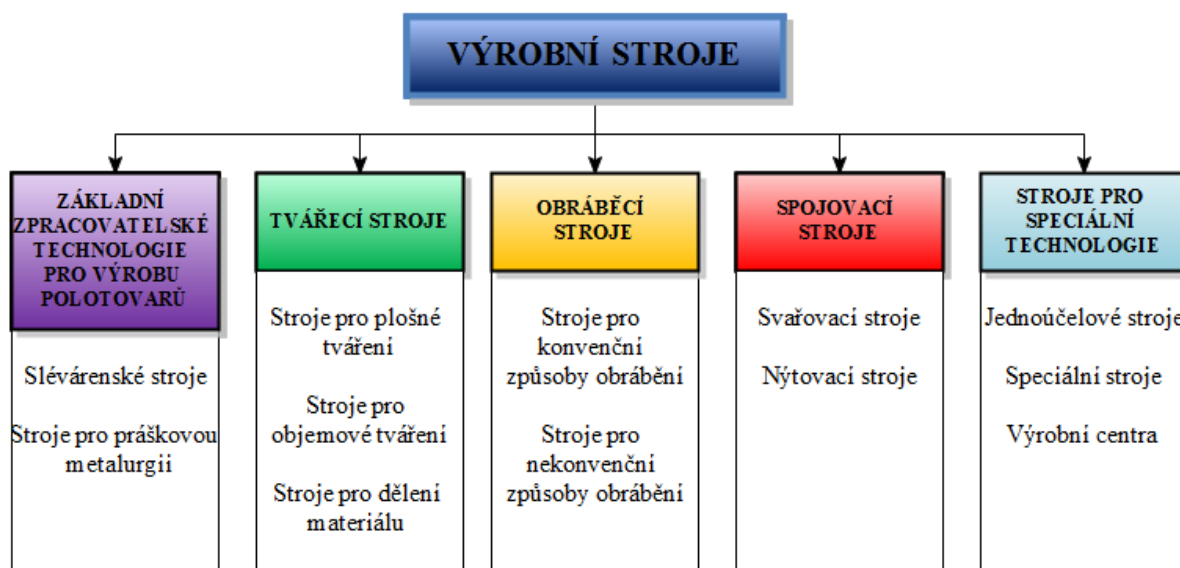 VÝROBNÍ STROJE
ZÁKLADNÍ
ZPRACOVATELSKÉ
TECHNOLOGIE
PRO VÝROBU
POLOTOVARŮ
Slévárenské stroje
Stroje pro práškovou
metalurgii
TVÁŘECÍ STROJE
Stroje pro plošné
tváření
Stroje pro
objemové tváření
Stroje pro dělení
materiálu
OBRÁBĚCÍ
STROJE
Stroje pro
konvenční
způsoby obrábění
Stroje pro
nekonvenční
způsoby obrábění
SPOJOVACÍ
STROJE
Svařovací stroje
Nýtovací stroje
STROJE PRO
SPECIÁLNÍ
TECHNOLOGIE
Jednoúčelové stroje
Speciální stroje
Výrobní centra